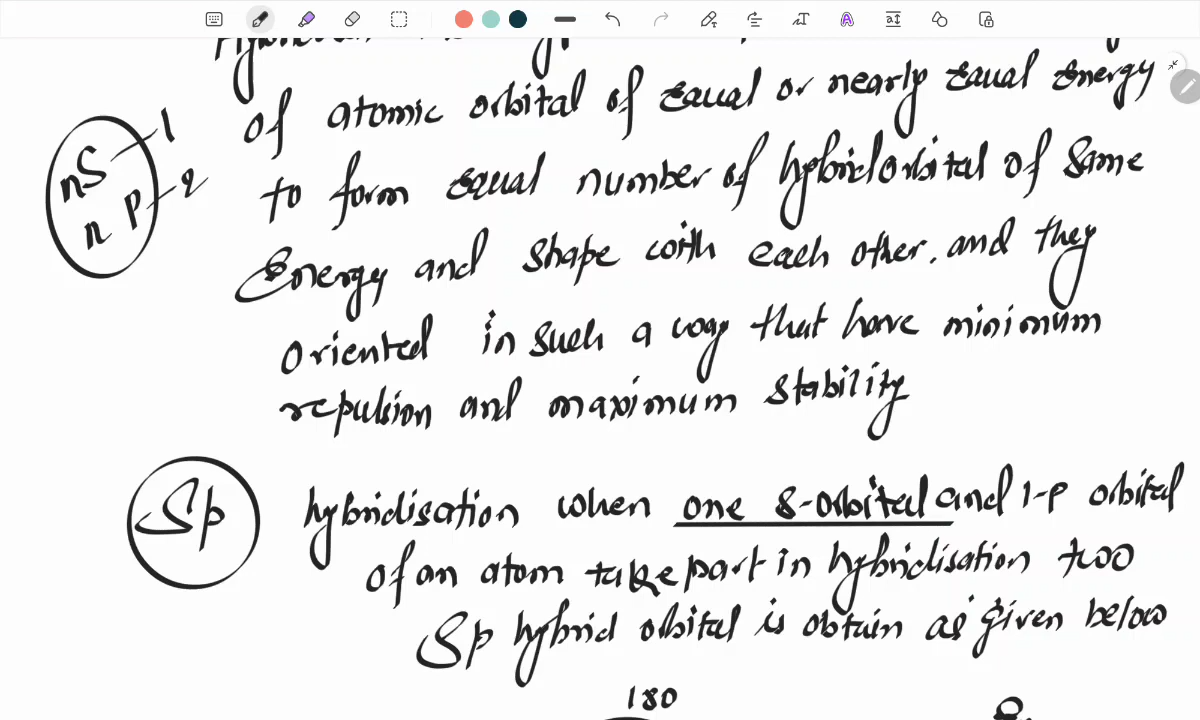 of atomic orbital of Equal or nearly Equal Energy
to form Equal number of hybrid orbital of Same
Energy and shape with each other. and they
oriented in such a way that have minimum
repulsion and maximum stability
nS - 1
n p - 2
Sp hybridisation when one S-orbital and 1-p orbital
of an atom take part in hybridisation two
Sp hybrid orbital is obtain as given below
180